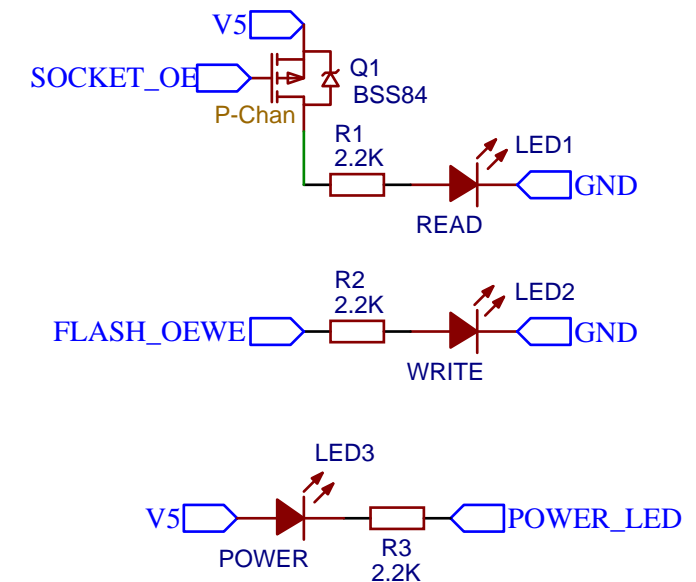 V5
SOCKET_OE
Q1
BSS84
P-Chan
R1
2.2K
LED1
GND
READ
R2
2.2K
LED2
FLASH_OEWE
GND
WRITE
LED3
V5
POWER_LED
POWER
R3
2.2K